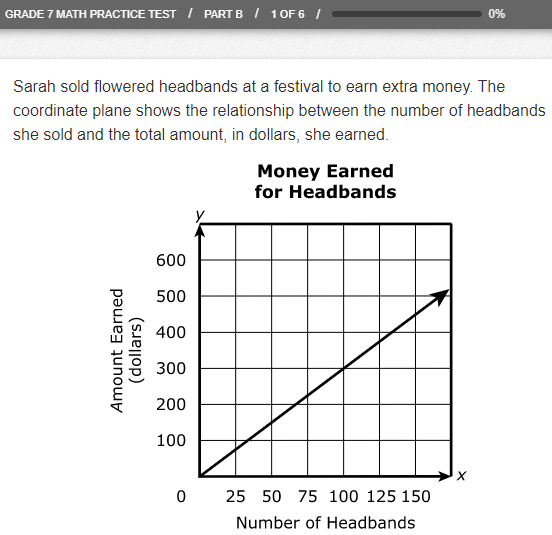 GRADE 7 MATH PRACTICE TEST / PART B / 1 OF 6 / 0%
Sarah sold flowered headbands at a festival to earn extra money. The
coordinate plane shows the relationship between the number of headbands
she sold and the total amount, in dollars, she earned.
Money Earned
for Headbands
y
600
500
400
300
200
100
Amount Earned
(dollars)
x
0 25 50 75 100 125 150
Number of Headbands